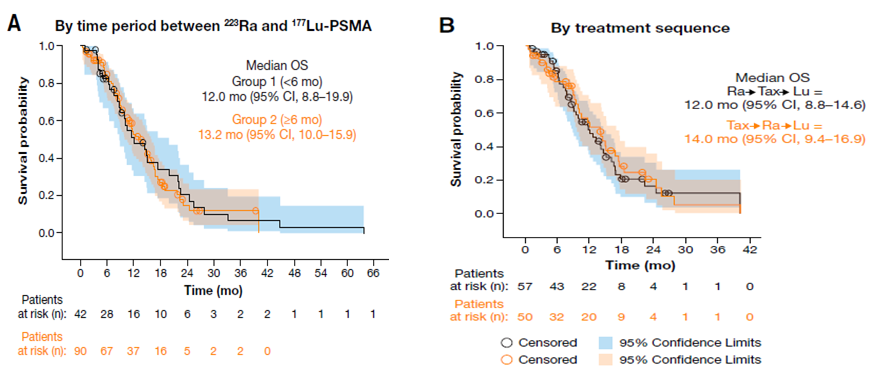 A
By time period between ²²³Ra and ¹⁷⁷Lu-PSMA
Survival probability
1.0
0.8
0.6
0.4
0.2
0.0
Median OS
Group 1 (<6 mo)
12.0 mo (95% CI, 8.8–19.9)
Group 2 (≥6 mo)
13.2 mo (95% CI, 10.0–15.9)
0 6 12 18 24 30 36 42 48 54 60 66
Time (mo)
Patients
at risk (n): 42 28 16 10 6 3 2 2 1 1 1 1
Patients
at risk (n): 90 67 37 16 5 2 2 0
B
By treatment sequence
Survival probability
1.0
0.8
0.6
0.4
0.2
0.0
Median OS
Ra→Tax→Lu =
12.0 mo (95% CI, 8.8–14.6)
Tax→Ra→Lu =
14.0 mo (95% CI, 9.4–16.9)
0 6 12 18 24 30 36 42
Time (mo)
Patients
at risk (n): 57 43 22 8 4 1 1 0
Patients
at risk (n): 50 32 20 9 4 1 1 0
Censored 95% Confidence Limits
Censored 95% Confidence Limits